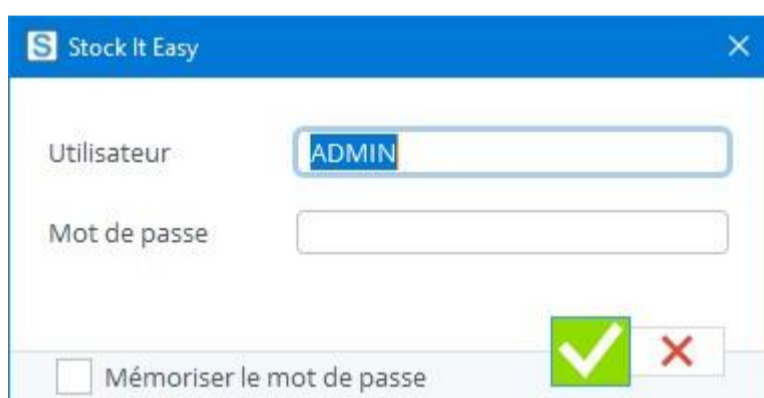 S Stock It Easy
Utilisateur
ADMIN
Mot de passe
Mémoriser le mot de passe